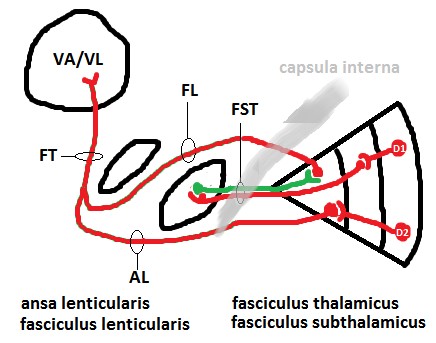 VA/VL
capsula interna
FL
FST
D1
FT
D2
AL
ansa lenticularis
fasciculus lenticularis
fasciculus thalamicus
fasciculus subthalamicus